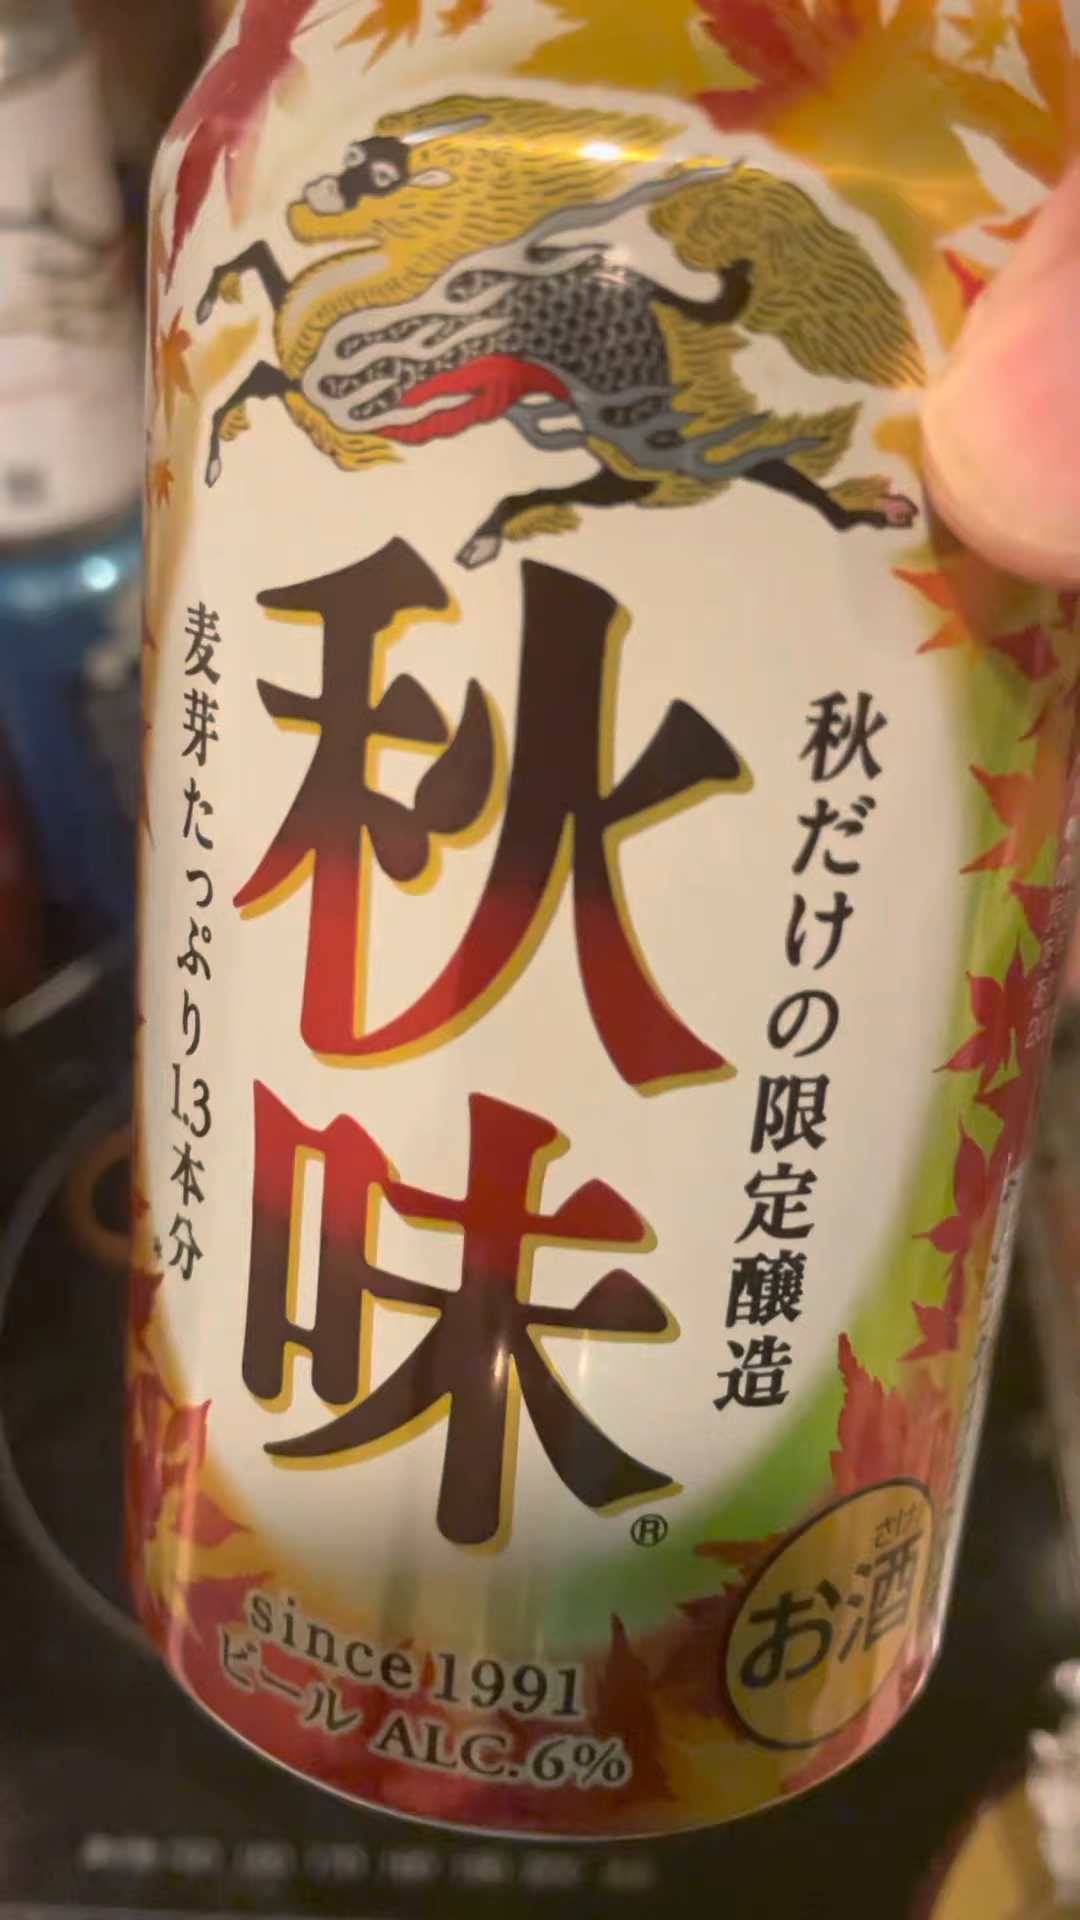 秋味
®
秋だけの限定醸造
麦芽たっぷり1.3本分
since 1991
ビール ALC.6%
さけ
お酒